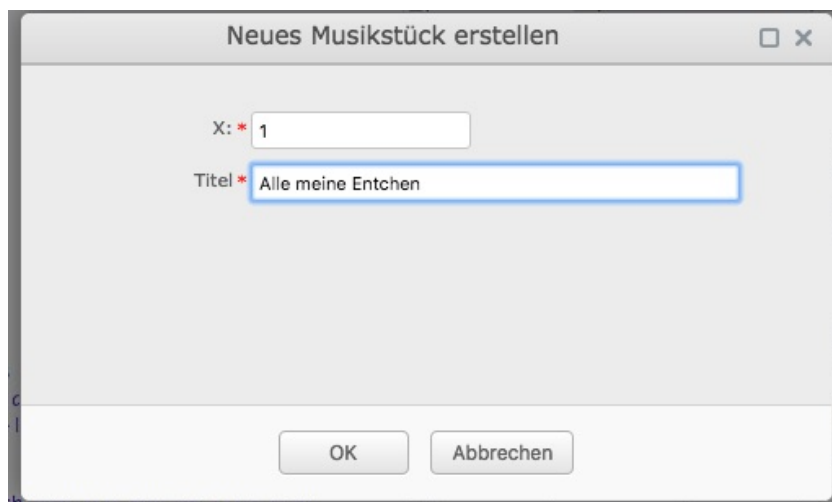 Neues Musikstück erstellen
X: * 1
Titel * Alle meine Entchen
OK Abbrechen